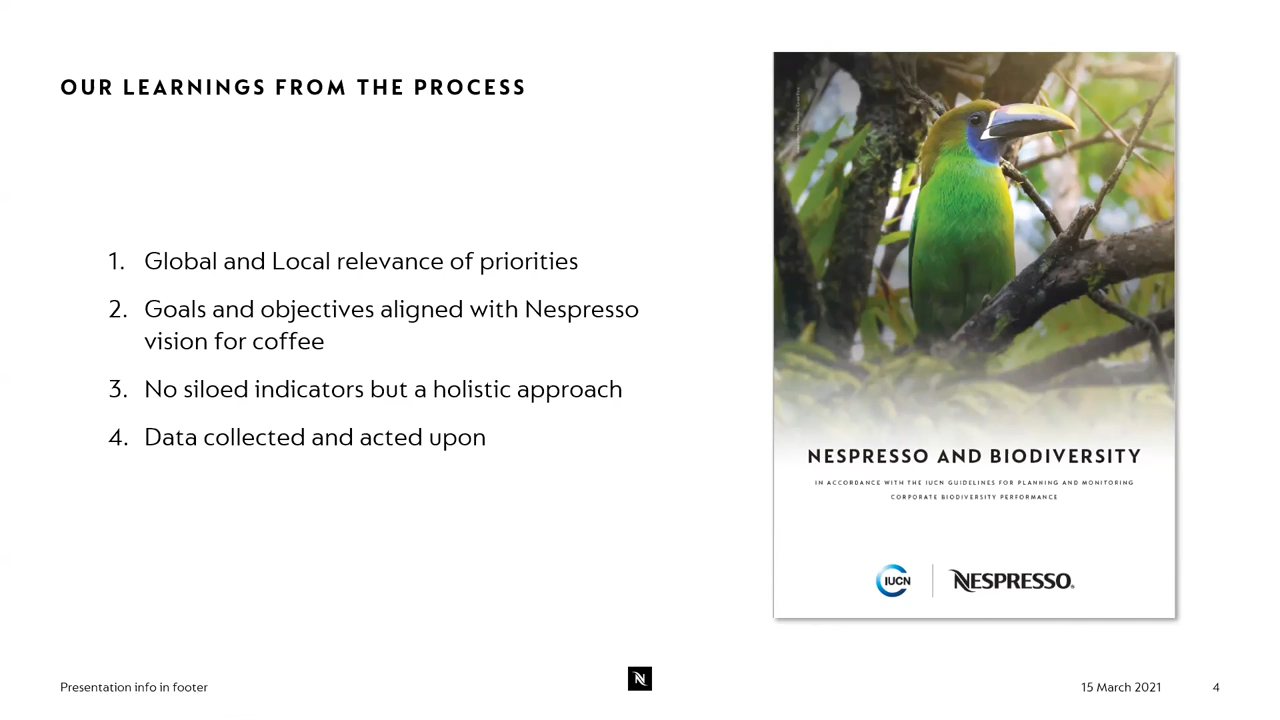 OUR LEARNINGS FROM THE PROCESS
1. Global and Local relevance of priorities
2. Goals and objectives aligned with Nespresso
vision for coffee
3. No siloed indicators but a holistic approach
4. Data collected and acted upon
NESPRESSO AND BIODIVERSITY
IN ACCORDANCE WITH THE IUCN GUIDELINES FOR PLANNING AND MONITORING
CORPORATE BIODIVERSITY PERFORMANCE
IUCN
NESPRESSO®
Presentation info in footer
N
15 March 2021
4